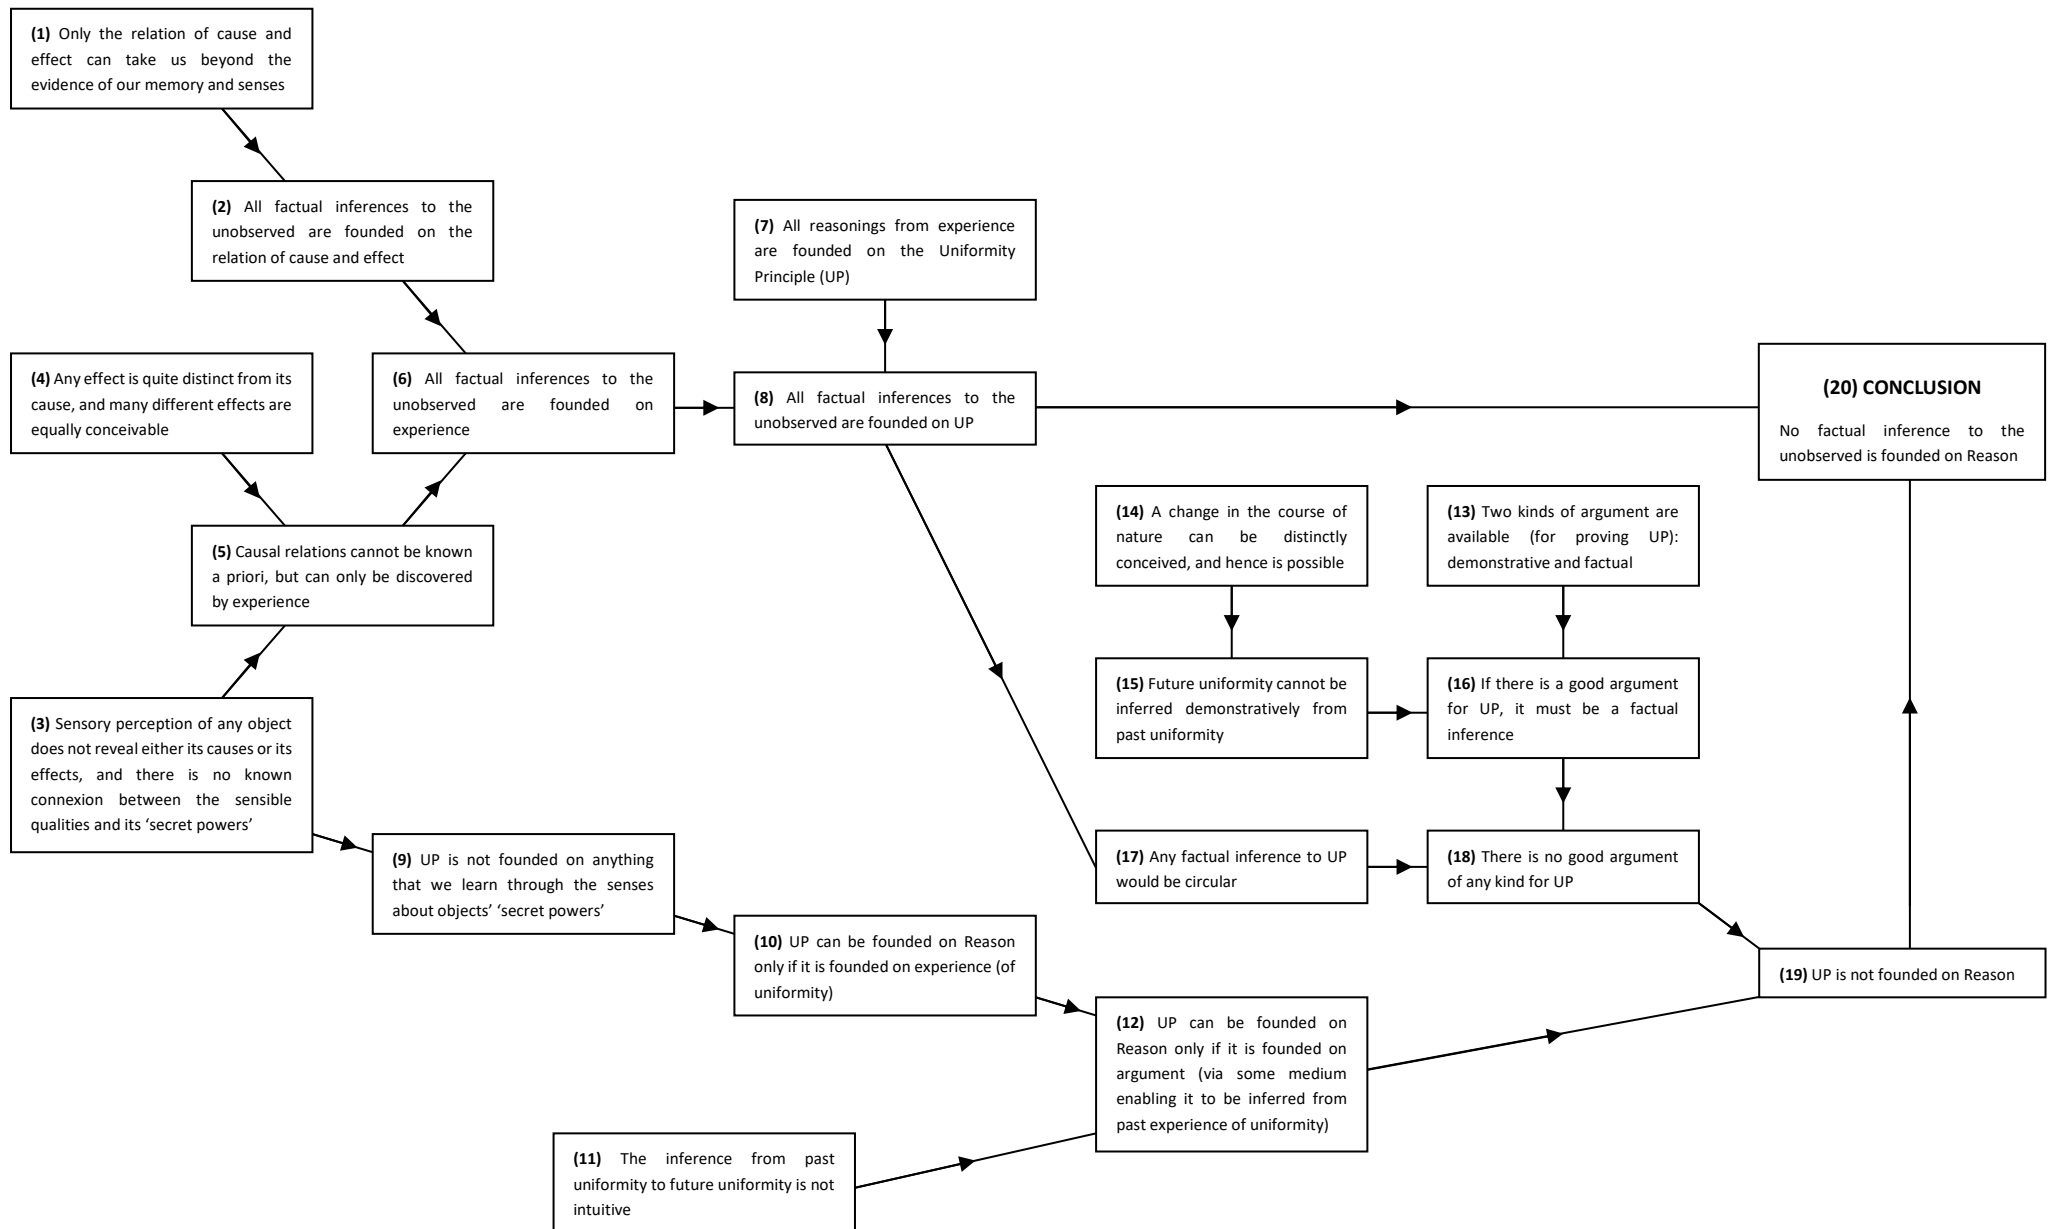 (1) Only the relation of cause and
effect can take us beyond the
evidence of our memory and senses
(2) All factual inferences to the
unobserved are founded on the
relation of cause and effect
(7) All reasonings from experience
are founded on the Uniformity
Principle (UP)
(4) Any effect is quite distinct from its
cause, and many different effects are
equally conceivable
(6) All factual inferences to the
unobserved are founded on
experience
(8) All factual inferences to the
unobserved are founded on UP
(20) CONCLUSION
No factual inference to the
unobserved is founded on Reason
(14) A change in the course of
nature can be distinctly
conceived, and hence is possible
(13) Two kinds of argument are
available (for proving UP):
demonstrative and factual
(5) Causal relations cannot be known
a priori, but can only be discovered
by experience
(15) Future uniformity cannot be
inferred demonstratively from
past uniformity
(16) If there is a good argument
for UP, it must be a factual
inference
(3) Sensory perception of any object
does not reveal either its causes or its
effects, and there is no known
connexion between the sensible
qualities and its ‘secret powers’
(9) UP is not founded on anything
that we learn through the senses
about objects’ ‘secret powers’
(17) Any factual inference to UP
would be circular
(18) There is no good argument
of any kind for UP
(10) UP can be founded on Reason
only if it is founded on experience (of
uniformity)
(19) UP is not founded on Reason
(12) UP can be founded on
Reason only if it is founded on
argument (via some medium
enabling it to be inferred from
past experience of uniformity)
(11) The inference from past
uniformity to future uniformity is not
intuitive